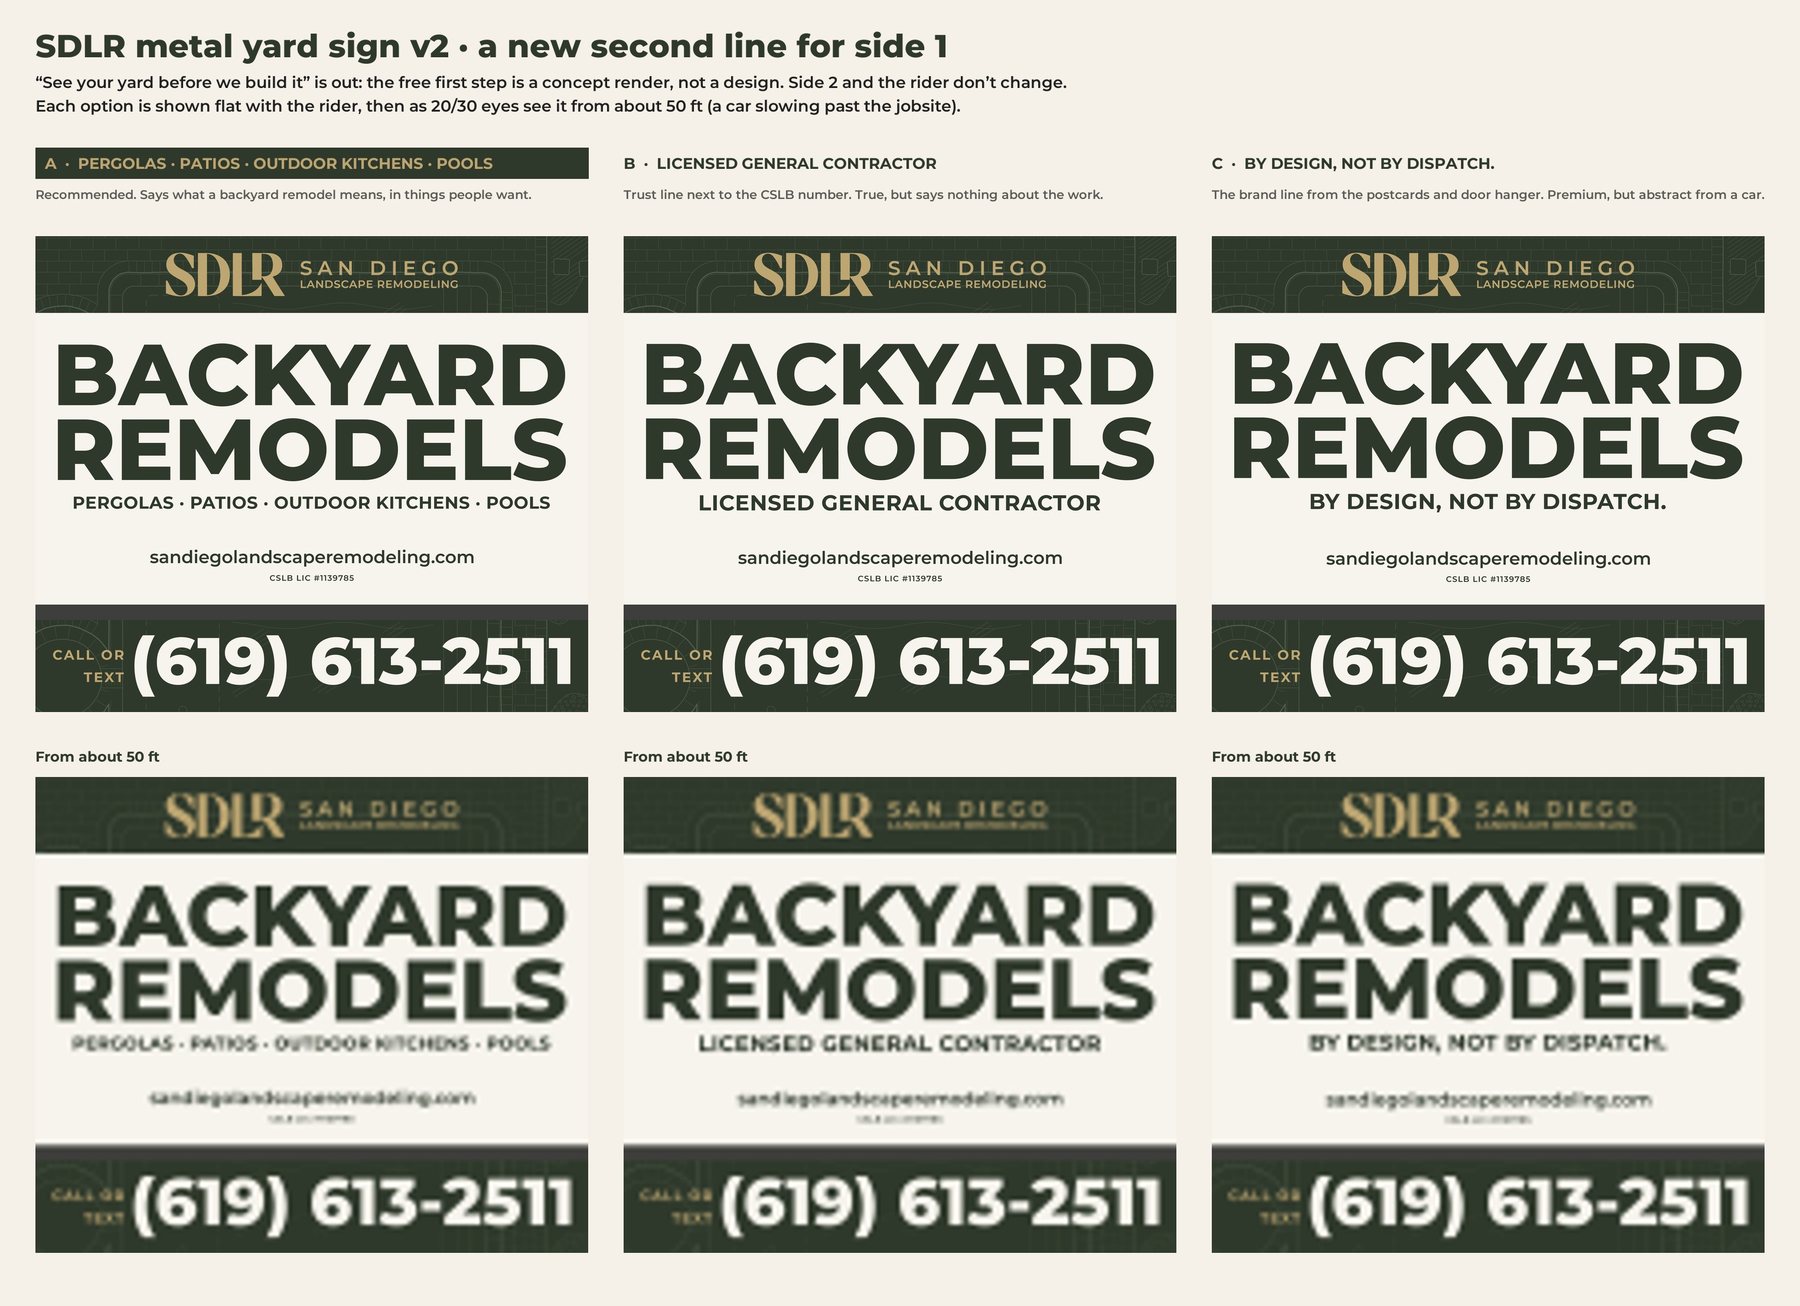 SDLR metal yard sign v2 · a new second line for side 1
“See your yard before we build it” is out: the free first step is a concept render, not a design. Side 2 and the rider don’t change.
Each option is shown flat with the rider, then as 20/30 eyes see it from about 50 ft (a car slowing past the jobsite).
A · PERGOLAS · PATIOS · OUTDOOR KITCHENS · POOLS
Recommended. Says what a backyard remodel means, in things people want.
SDLR SAN DIEGO
LANDSCAPE REMODELING
BACKYARD
REMODELS
PERGOLAS · PATIOS · OUTDOOR KITCHENS · POOLS
sandiegolandscaperemodeling.com
CSLB LIC #1139785
CALL OR
TEXT
(619) 613-2511
B · LICENSED GENERAL CONTRACTOR
Trust line next to the CSLB number. True, but says nothing about the work.
SDLR SAN DIEGO
LANDSCAPE REMODELING
BACKYARD
REMODELS
LICENSED GENERAL CONTRACTOR
sandiegolandscaperemodeling.com
CSLB LIC #1139785
CALL OR
TEXT
(619) 613-2511
C · BY DESIGN, NOT BY DISPATCH.
The brand line from the postcards and door hanger. Premium, but abstract from a car.
SDLR SAN DIEGO
LANDSCAPE REMODELING
BACKYARD
REMODELS
BY DESIGN, NOT BY DISPATCH.
sandiegolandscaperemodeling.com
CSLB LIC #1139785
CALL OR
TEXT
(619) 613-2511
From about 50 ft
SDLR SAN DIEGO
BACKYARD
REMODELS
PERGOLAS · PATIOS · OUTDOOR KITCHENS · POOLS
sandiegolandscaperemodeling.com
CALL OR
TEXT
(619) 613-2511
From about 50 ft
SDLR SAN DIEGO
BACKYARD
REMODELS
LICENSED GENERAL CONTRACTOR
sandiegolandscaperemodeling.com
CALL OR
TEXT
(619) 613-2511
From about 50 ft
SDLR SAN DIEGO
BACKYARD
REMODELS
BY DESIGN, NOT BY DISPATCH.
sandiegolandscaperemodeling.com
CALL OR
TEXT
(619) 613-2511